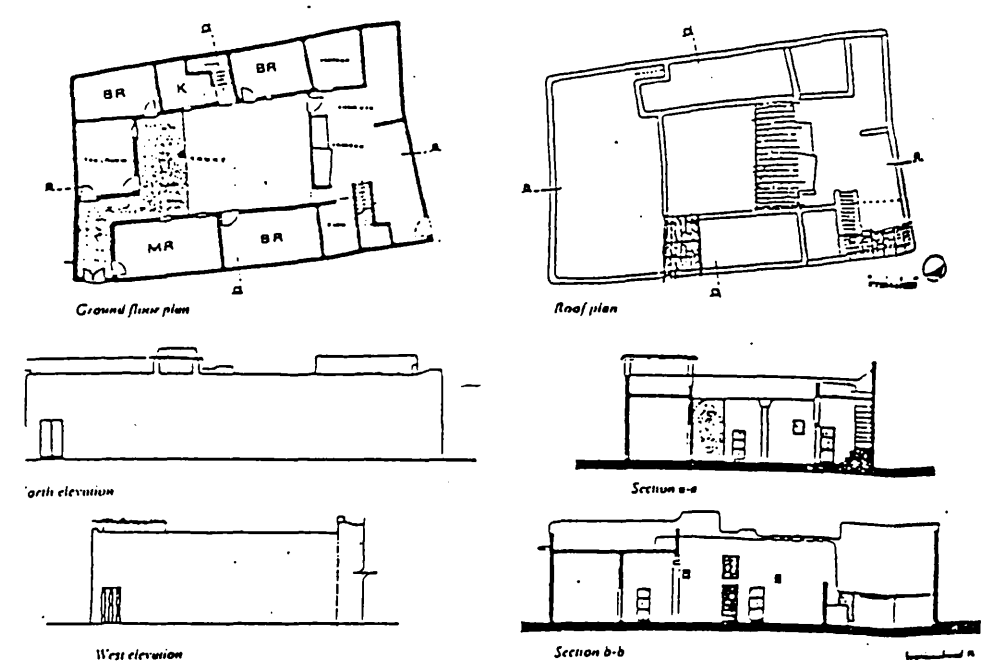 BR
K
BR
MR
BR
Ground floor plan
Roof plan
orth elevation
Section a-a
West elevation
Section b-b